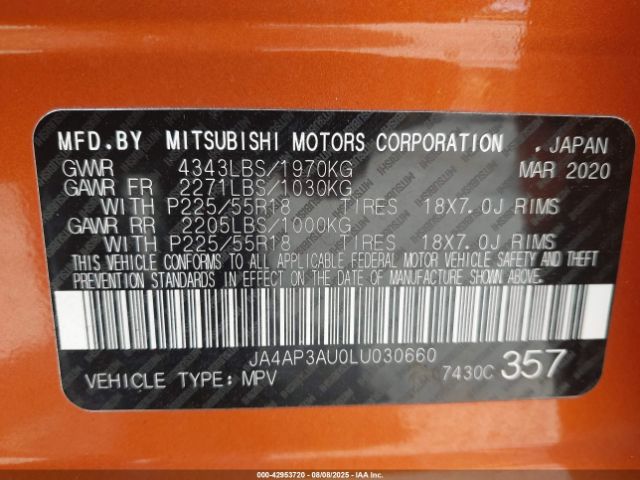 MFD.BY MITSUBISHI MOTORS CORPORATION . JAPAN
GVWR 4343LBS/1970KG MAR 2020
GAWR FR 2271LBS/1030KG
WITH P225/55R18 TIRES 18X7.0J RIMS
GAWR RR 2205LBS/1000KG
WITH P225/55R18 TIRES 18X7.0J RIMS
THIS VEHICLE CONFORMS TO ALL APPLICABLE FEDERAL MOTOR VEHICLE SAFETY AND THEFT
PREVENTION STANDARDS IN EFFECT ON THE DATE OF MANUFACTURE SHOWN ABOVE.
JA4AP3AU0LU030660
VEHICLE TYPE:MPV 7430C 357
000-42953720 - 08/08/2025 - IAAI.COM